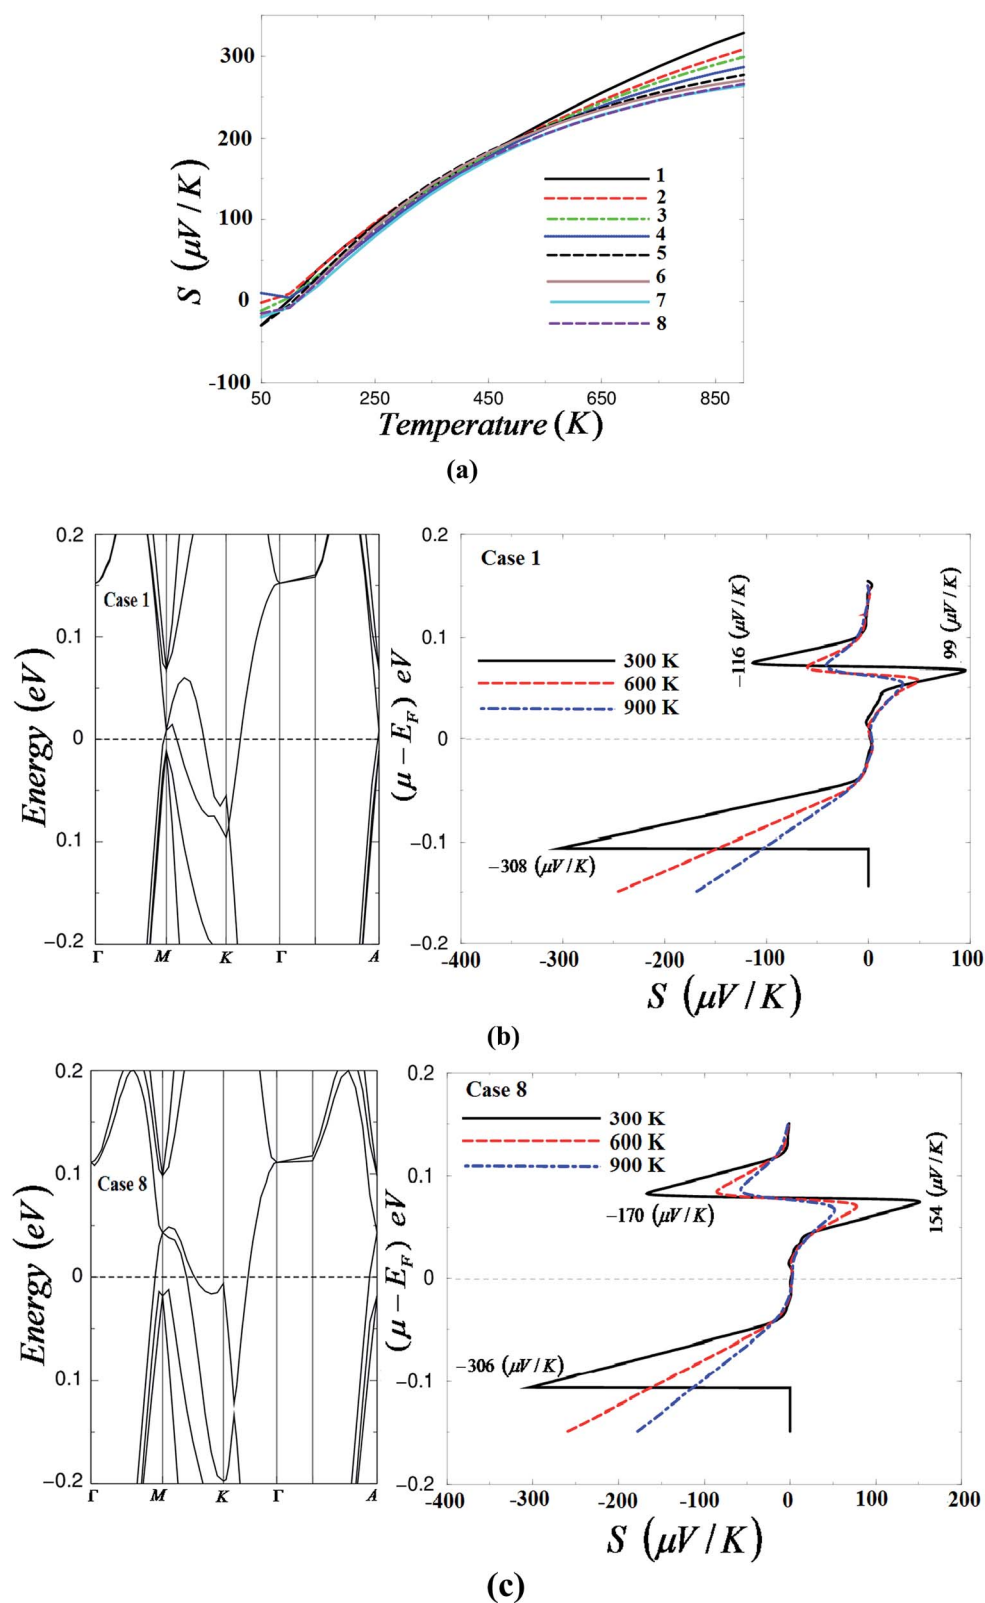 300
200
100
0
-100
S (μV/K)
1
2
3
4
5
6
7
8
50 250 450 650 850
Temperature (K)
(a)
0.2
0.1
0
0.1
−0.2
Energy (eV)
Case 1
Γ M K Γ A
0.2
0.1
0
−0.1
−0.2
(μ − E_F) eV
Case 1
300 K
600 K
900 K
−116 (μV/K)
99 (μV/K)
−308 (μV/K)
-400 -300 -200 -100 0 100
S (μV/K)
(b)
0.2
0.1
0
0.1
−0.2
Energy (eV)
Case 8
Γ M K Γ A
0.2
0.1
0
−0.1
−0.2
(μ − E_F) eV
Case 8
300 K
600 K
900 K
−170 (μV/K)
154 (μV/K)
−306 (μV/K)
-400 -300 -200 -100 0 100 200
S (μV/K)
(c)